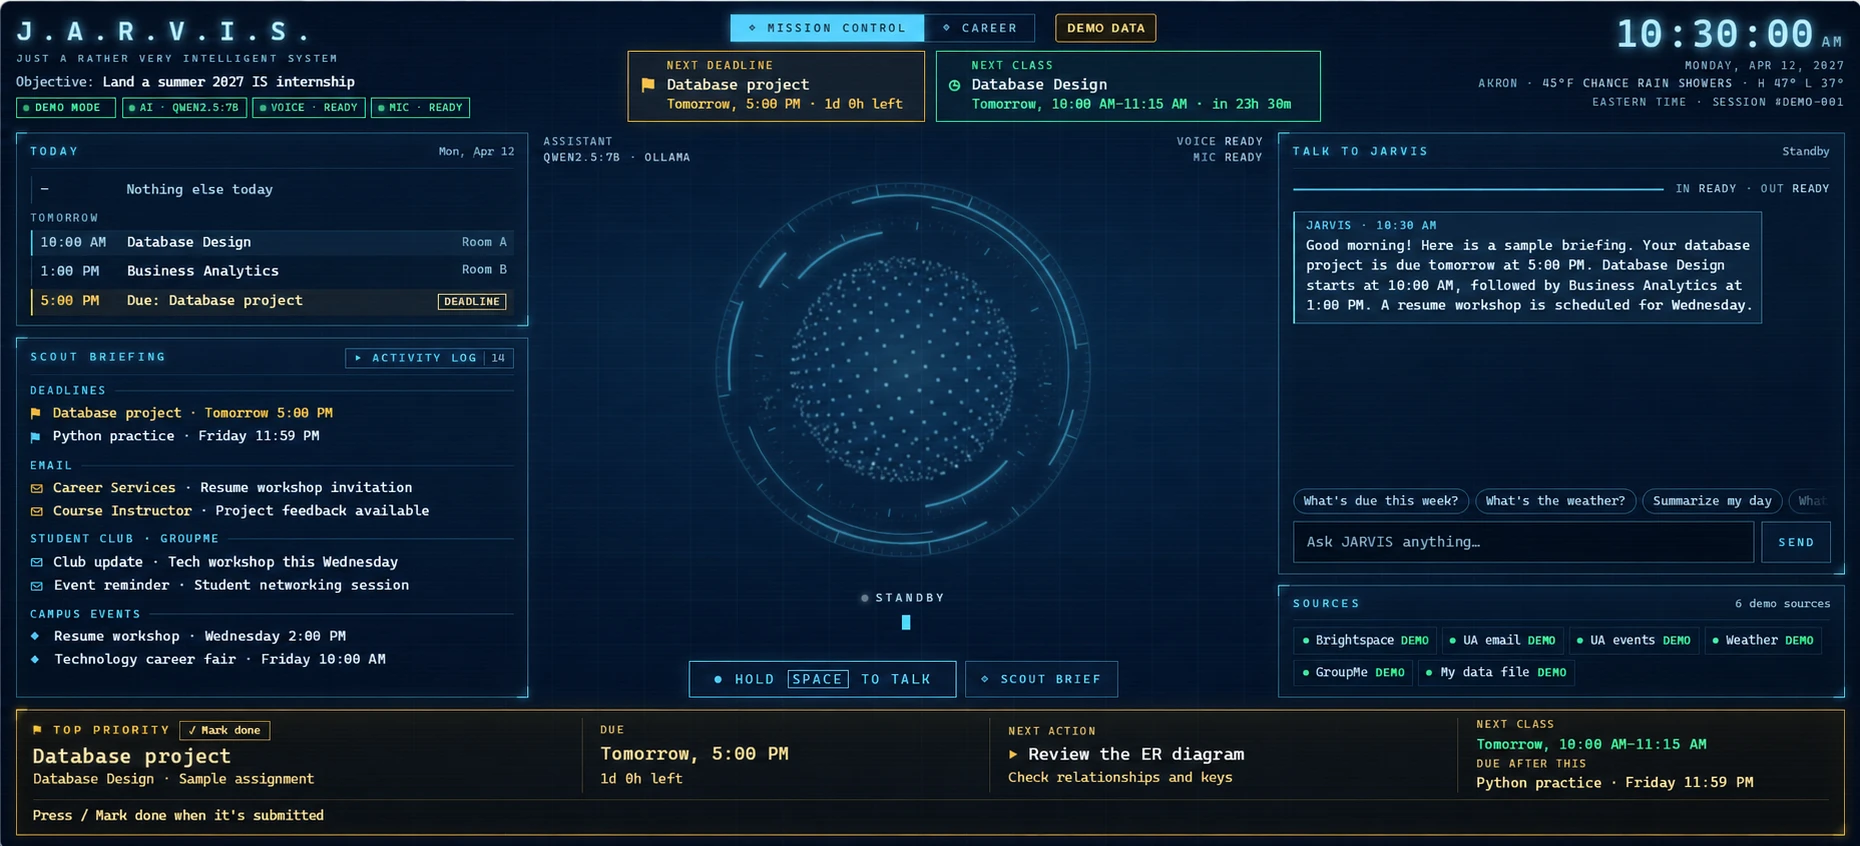 J.A.R.V.I.S.
JUST A RATHER VERY INTELLIGENT SYSTEM
Objective: Land a summer 2027 IS internship
DEMO MODE
AI · QWEN2.5:7B
VOICE · READY
MIC · READY
MISSION CONTROL
CAREER
DEMO DATA
NEXT DEADLINE
Database project
Tomorrow, 5:00 PM · 1d 0h left
NEXT CLASS
Database Design
Tomorrow, 10:00 AM–11:15 AM · in 23h 30m
10:30:00 AM
MONDAY, APR 12, 2027
AKRON · 45°F CHANCE RAIN SHOWERS · H 47° L 37°
EASTERN TIME · SESSION #DEMO-001
TODAY
Mon, Apr 12
— Nothing else today
TOMORROW
10:00 AM Database Design Room A
1:00 PM Business Analytics Room B
5:00 PM Due: Database project DEADLINE
SCOUT BRIEFING
ACTIVITY LOG 14
DEADLINES
Database project · Tomorrow 5:00 PM
Python practice · Friday 11:59 PM
EMAIL
Career Services · Resume workshop invitation
Course Instructor · Project feedback available
STUDENT CLUB · GROUPME
Club update · Tech workshop this Wednesday
Event reminder · Student networking session
CAMPUS EVENTS
Resume workshop · Wednesday 2:00 PM
Technology career fair · Friday 10:00 AM
ASSISTANT
QWEN2.5:7B · OLLAMA
VOICE READY
MIC READY
STANDBY
HOLD SPACE TO TALK
SCOUT BRIEF
TALK TO JARVIS
Standby
IN READY · OUT READY
JARVIS · 10:30 AM
Good morning! Here is a sample briefing. Your database
project is due tomorrow at 5:00 PM. Database Design
starts at 10:00 AM, followed by Business Analytics at
1:00 PM. A resume workshop is scheduled for Wednesday.
What's due this week?
What's the weather?
Summarize my day
What
Ask JARVIS anything…
SEND
SOURCES
6 demo sources
Brightspace DEMO
UA email DEMO
UA events DEMO
Weather DEMO
GroupMe DEMO
My data file DEMO
TOP PRIORITY
✓ Mark done
Database project
Database Design · Sample assignment
DUE
Tomorrow, 5:00 PM
1d 0h left
NEXT ACTION
Review the ER diagram
Check relationships and keys
NEXT CLASS
Tomorrow, 10:00 AM–11:15 AM
DUE AFTER THIS
Python practice · Friday 11:59 PM
Press / Mark done when it's submitted